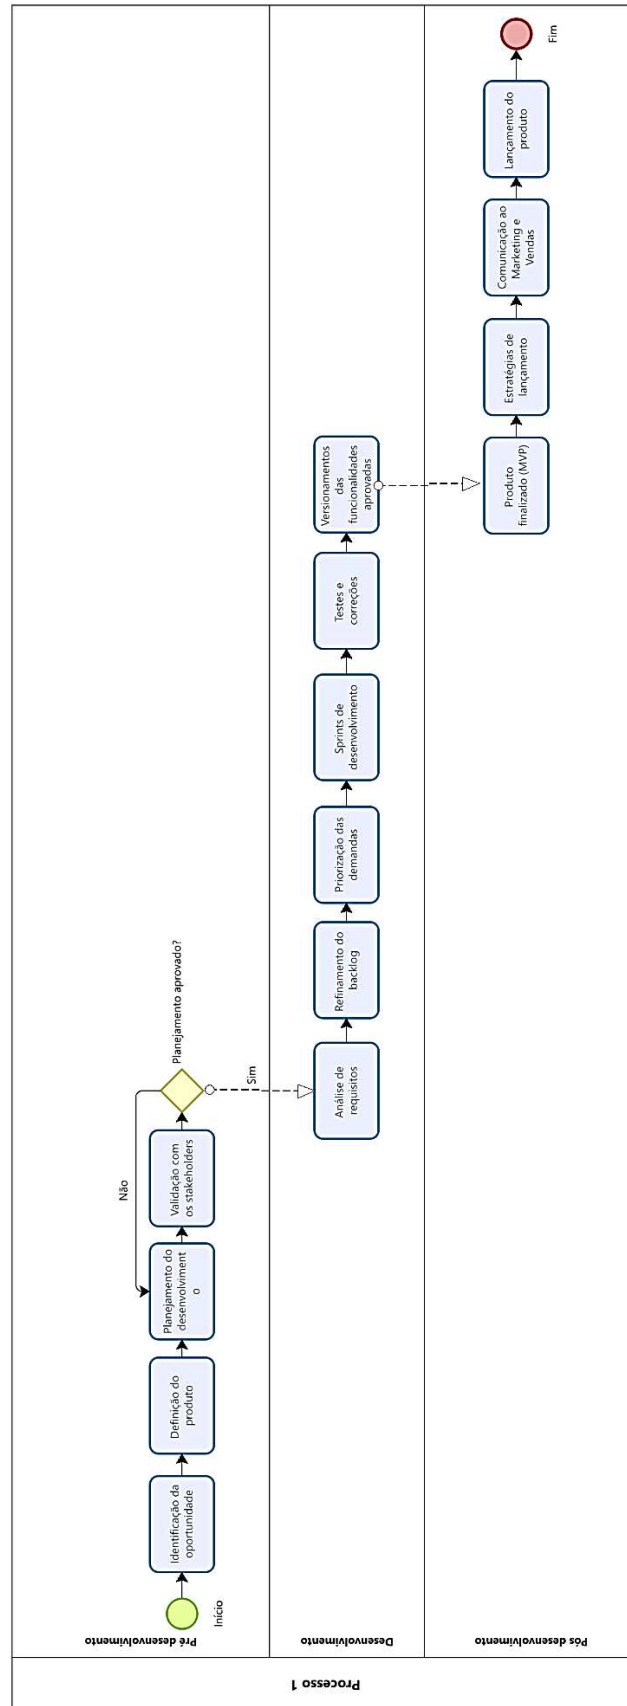 Processo 1
Pré desenvolvimento
Início
Identificação da
oportunidade
Definição do
produto
Planejamento do
desenvolviment
o
Validação com
os stakeholders
Planejamento aprovado?
Não
Sim
Desenvolvimento
Análise de
requisitos
Refinamento do
backlog
Priorização das
demandas
Sprints de
desenvolvimento
Testes e
correções
Versionamentos
das
funcionalidades
aprovadas
Pós desenvolvimento
Produto
finalizado (MVP)
Estratégias de
lançamento
Comunicação ao
Marketing e
Vendas
Lançamento do
produto
Fim